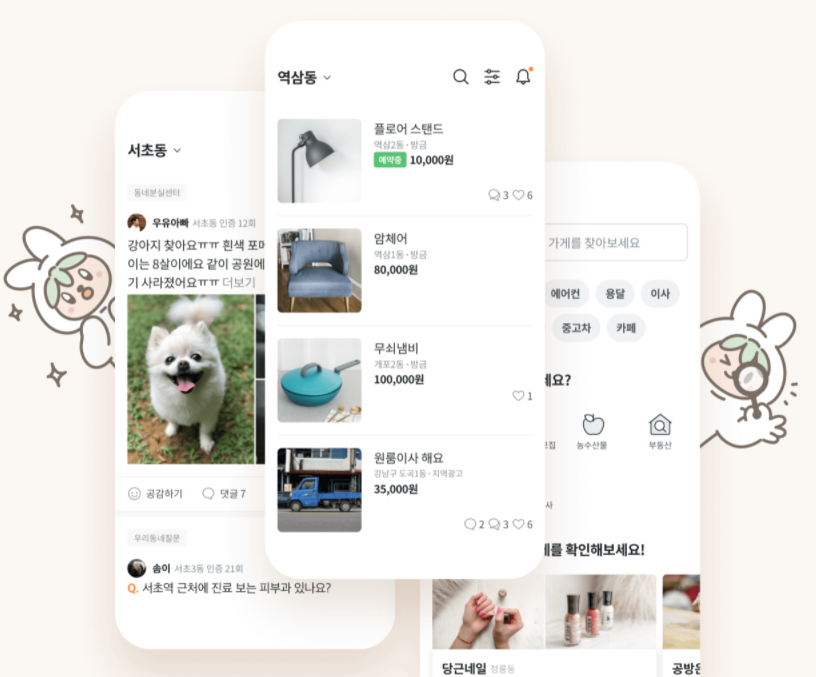 서초동
동네분실센터
우유아빠 서초동 인증 12회
강아지 찾아요ㅠㅠ 흰색 포메
이는 8살이에요 같이 공원에
기 사라졌어요ㅠㅠ 더보기
공감하기 댓글 7
우리동네질문
솜이 서초3동 인증 21회
Q. 서초역 근처에 진료 보는 피부과 있나요?
역삼동
플로어 스탠드
역삼2동 · 방금
예약중 10,000원
3 6
암체어
역삼1동 · 방금
80,000원
무쇠냄비
개포2동 · 방금
100,000원
1
원룸이사 해요
강남구 도곡1동 · 지역광고
35,000원
2 3 6
가게를 찾아보세요
에어컨 용달 이사
중고차 카페
요?
농수산물 부동산
사
를 확인해보세요!
당근네일 청룡동
공방은